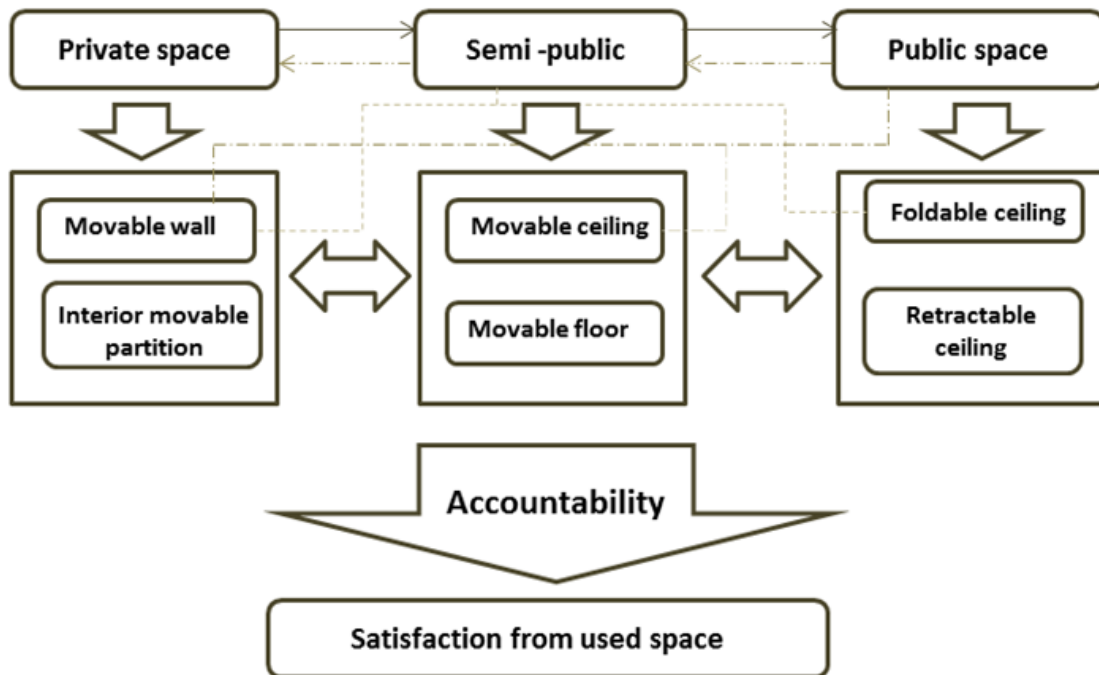 Private space
Semi -public
Public space
Movable wall
Interior movable
partition
Movable ceiling
Movable floor
Foldable ceiling
Retractable
ceiling
Accountability
Satisfaction from used space